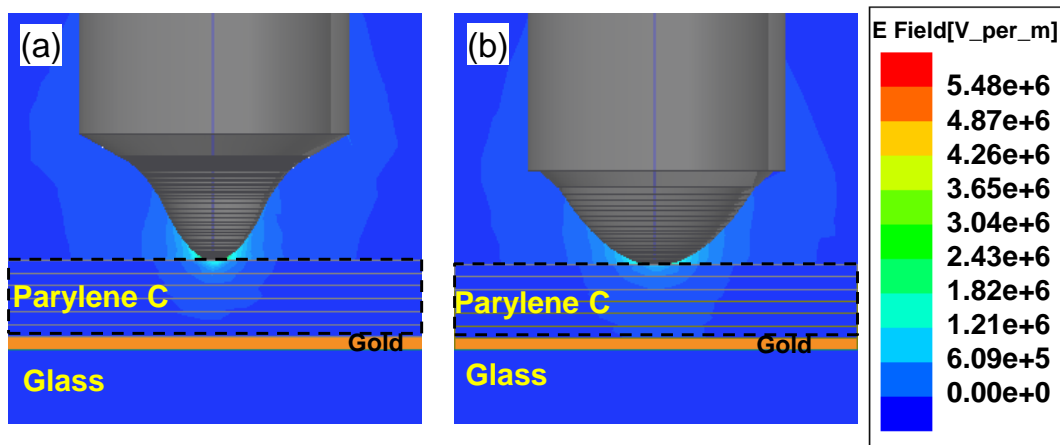 (a)
Parylene C
Gold
Glass
(b)
Parylene C
Gold
Glass
E Field[V_per_m]
5.48e+6
4.87e+6
4.26e+6
3.65e+6
3.04e+6
2.43e+6
1.82e+6
1.21e+6
6.09e+5
0.00e+0